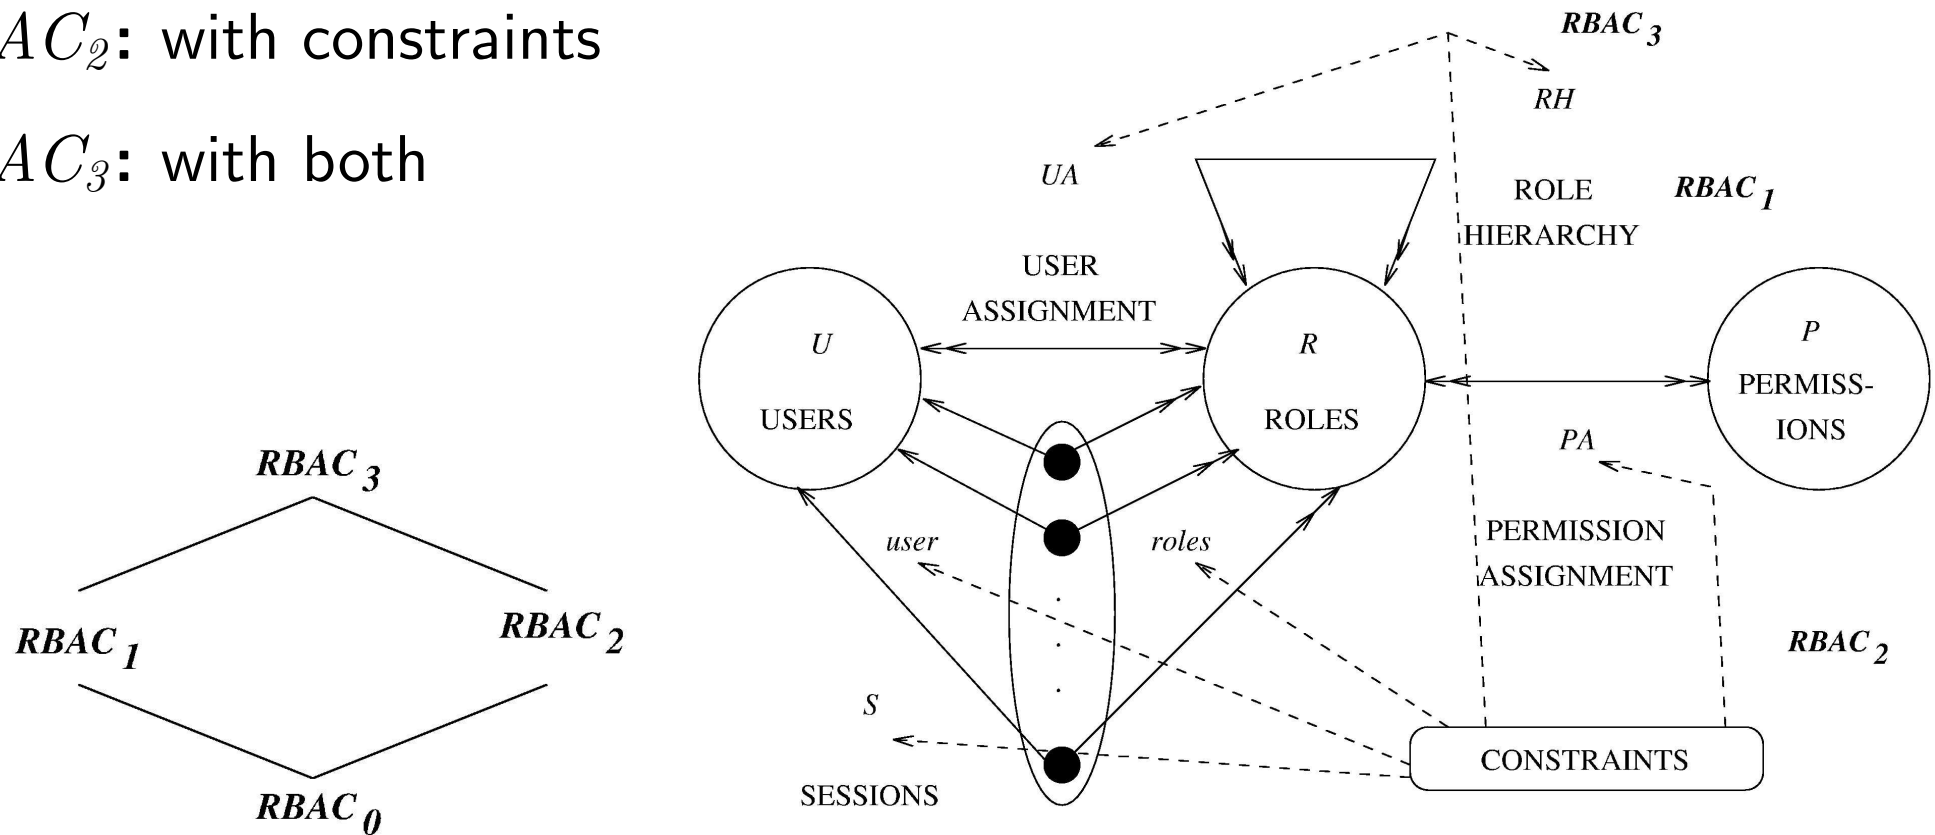 AC2: with constraints
AC3: with both
RBAC3
RBAC1
RBAC2
RBAC0
RBAC3
RH
UA
ROLE
HIERARCHY
RBAC1
USER
ASSIGNMENT
U
USERS
R
ROLES
P
PERMISS-
IONS
PA
PERMISSION
ASSIGNMENT
user
roles
RBAC2
S
SESSIONS
CONSTRAINTS